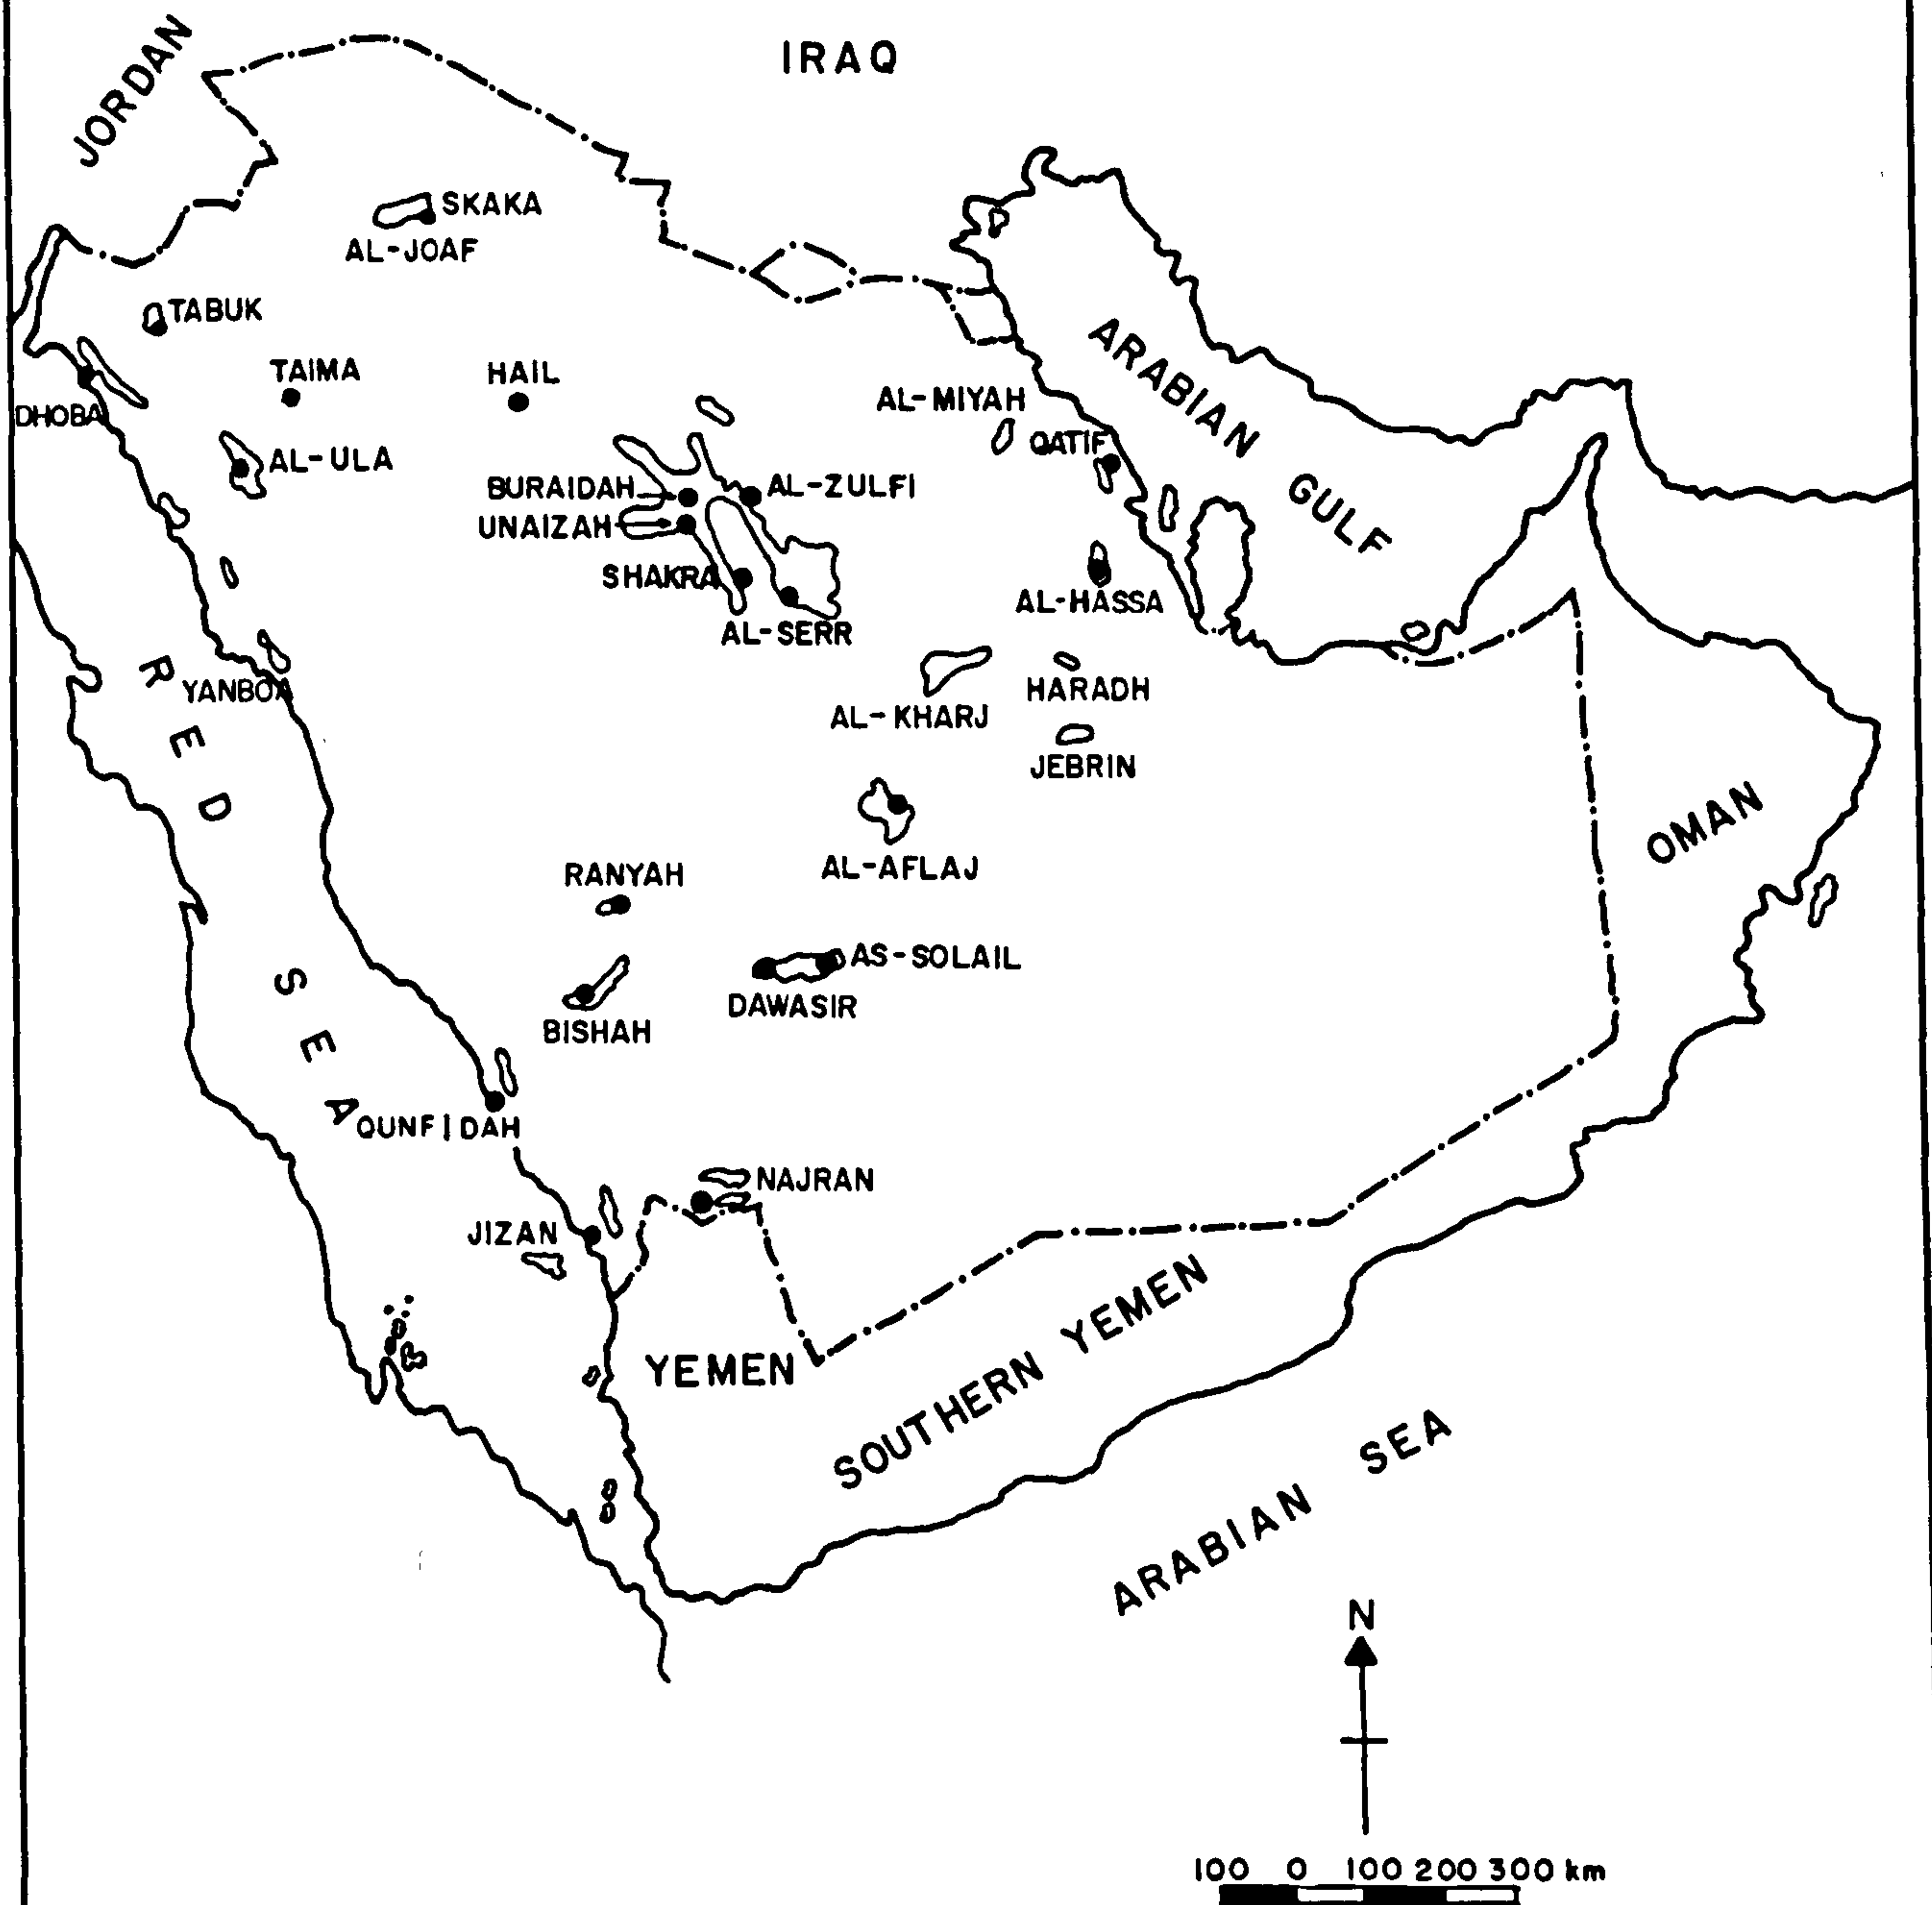 JORDAN
IRAQ
SKAKA
AL-JOAF
TABUK
TAIMA
HAIL
DHOBA
AL-ULA
AL-MIYAH
QATIF
ARABIAN GULF
BURAIDAH
AL-ZULFI
UNAIZAH
SHAKRA
AL-SERR
AL-HASSA
AL-KHARJ
HARADH
JEBRIN
YANBOA
RED SEA
OMAN
AL-AFLAJ
RANYAH
AS-SOLAIL
DAWASIR
BISHAH
QUNFIDAH
NAJRAN
JIZAN
YEMEN
SOUTHERN YEMEN
ARABIAN SEA
N
100 0 100 200 300 km